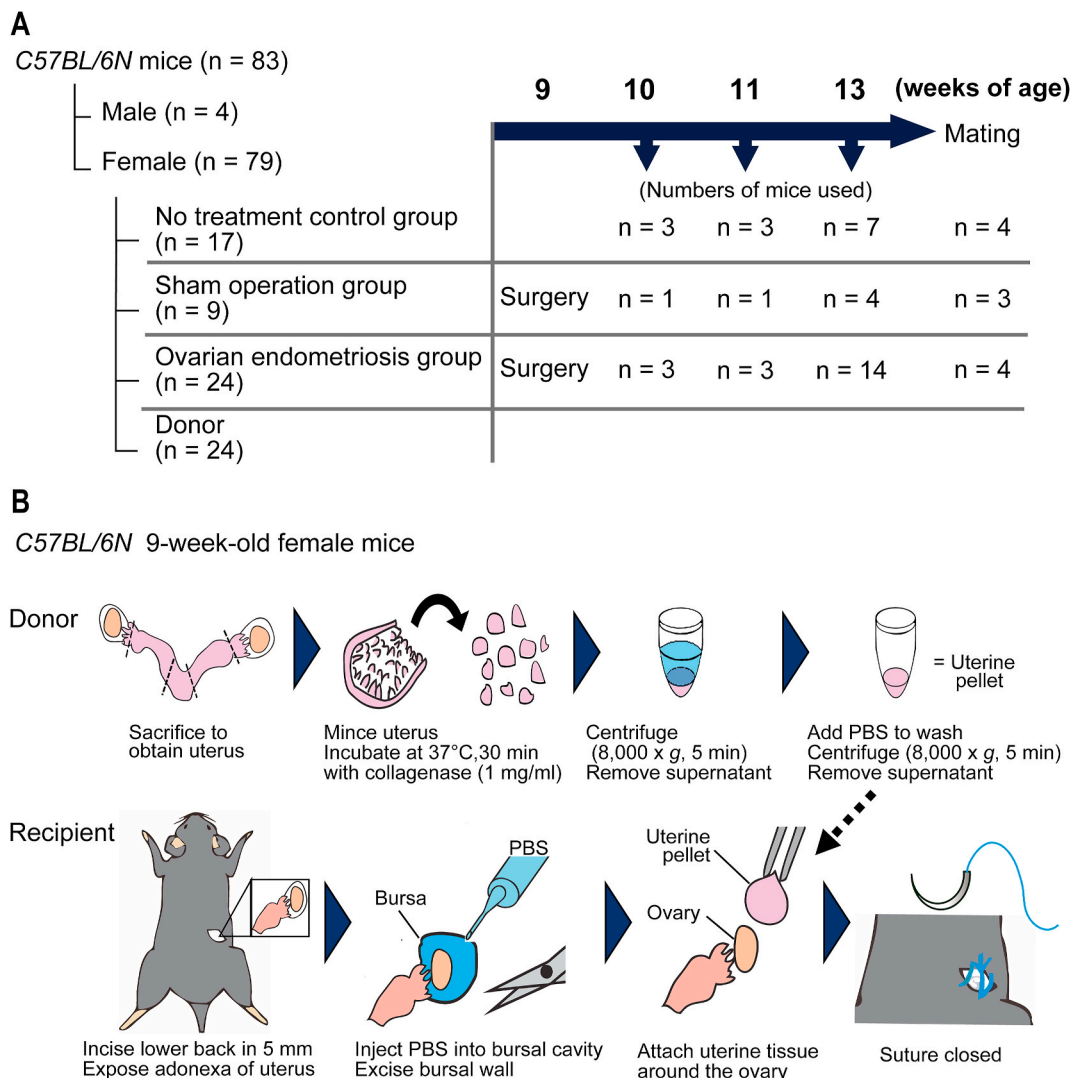 A
C57BL/6N mice (n = 83)
Male (n = 4)
Female (n = 79)
9 10 11 13 (weeks of age)
Mating
(Numbers of mice used)
No treatment control group
(n = 17)
n = 3 n = 3 n = 7 n = 4
Sham operation group
(n = 9)
Surgery n = 1 n = 1 n = 4 n = 3
Ovarian endometriosis group
(n = 24)
Surgery n = 3 n = 3 n = 14 n = 4
Donor
(n = 24)
B
C57BL/6N 9-week-old female mice
Donor
= Uterine
pellet
Sacrifice to
obtain uterus
Mince uterus
Incubate at 37°C,30 min
with collagenase (1 mg/ml)
Centrifuge
(8,000 x g, 5 min)
Remove supernatant
Add PBS to wash
Centrifuge (8,000 x g, 5 min)
Remove supernatant
Recipient
PBS
Bursa
Uterine
pellet
Ovary
Incise lower back in 5 mm
Expose adonexa of uterus
Inject PBS into bursal cavity
Excise bursal wall
Attach uterine tissue
around the ovary
Suture closed